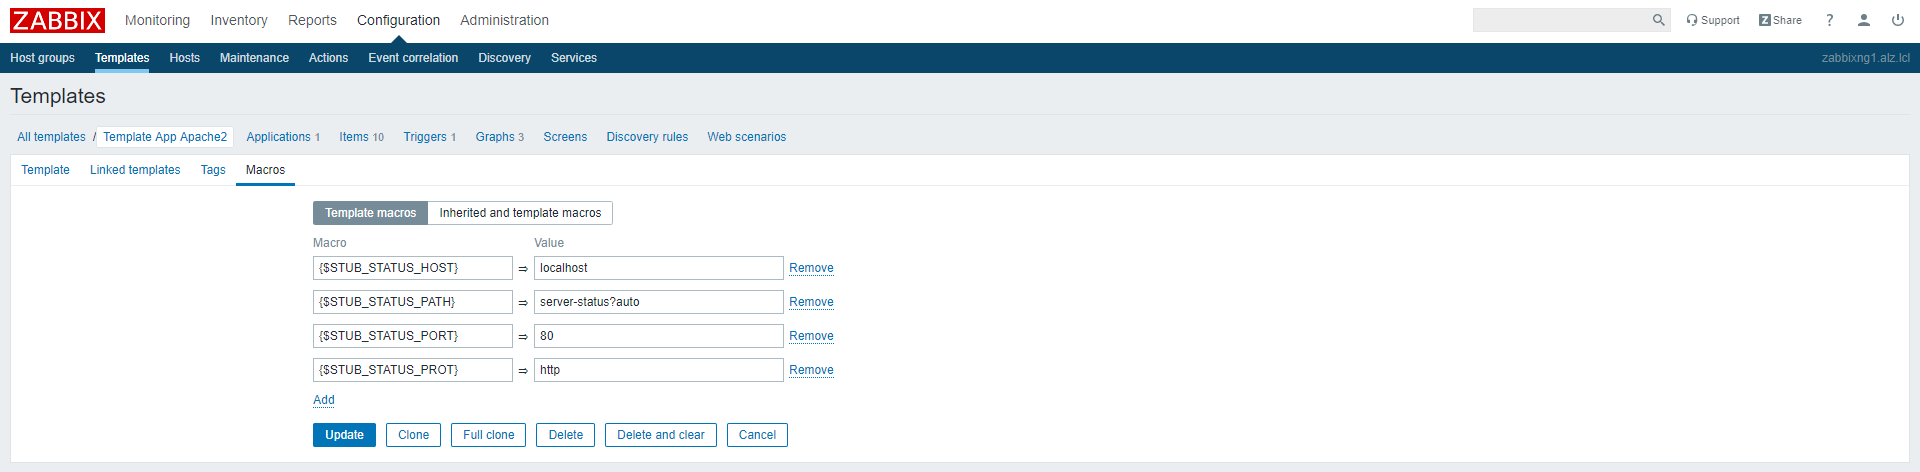 ZABBIX Monitoring Inventory Reports Configuration Administration Support Z Share ?
Host groups Templates Hosts Maintenance Actions Event correlation Discovery Services zabbixng1.alz.lcl
Templates
All templates / Template App Apache2 Applications 1 Items 10 Triggers 1 Graphs 3 Screens Discovery rules Web scenarios
Template Linked templates Tags Macros
Template macros Inherited and template macros
Macro Value
{$STUB_STATUS_HOST} ⇒ localhost Remove
{$STUB_STATUS_PATH} ⇒ server-status?auto Remove
{$STUB_STATUS_PORT} ⇒ 80 Remove
{$STUB_STATUS_PROT} ⇒ http Remove
Add
Update Clone Full clone Delete Delete and clear Cancel